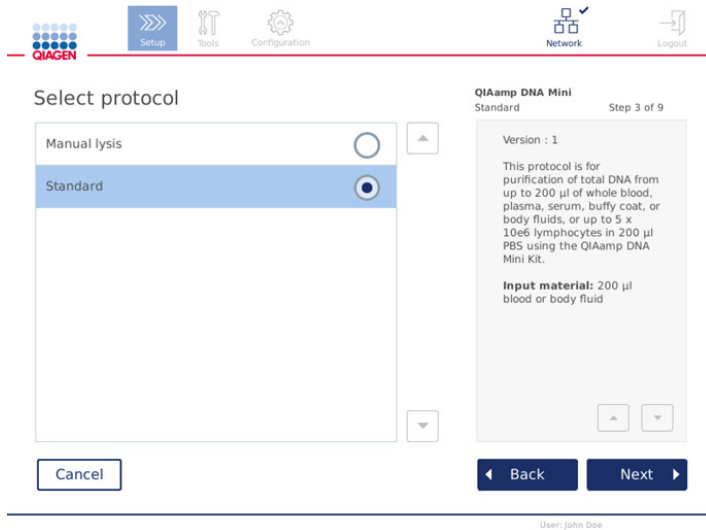 QIAGEN
Setup
Tools
Configuration
Network
Logout
Select protocol
Manual lysis
Standard
QIAamp DNA Mini
Standard Step 3 of 9
Version : 1
This protocol is for
purification of total DNA from
up to 200 µl of whole blood,
plasma, serum, buffy coat, or
body fluids, or up to 5 x
10e6 lymphocytes in 200 µl
PBS using the QIAamp DNA
Mini Kit.
Input material: 200 µl
blood or body fluid
Cancel
Back
Next
User: John Doe